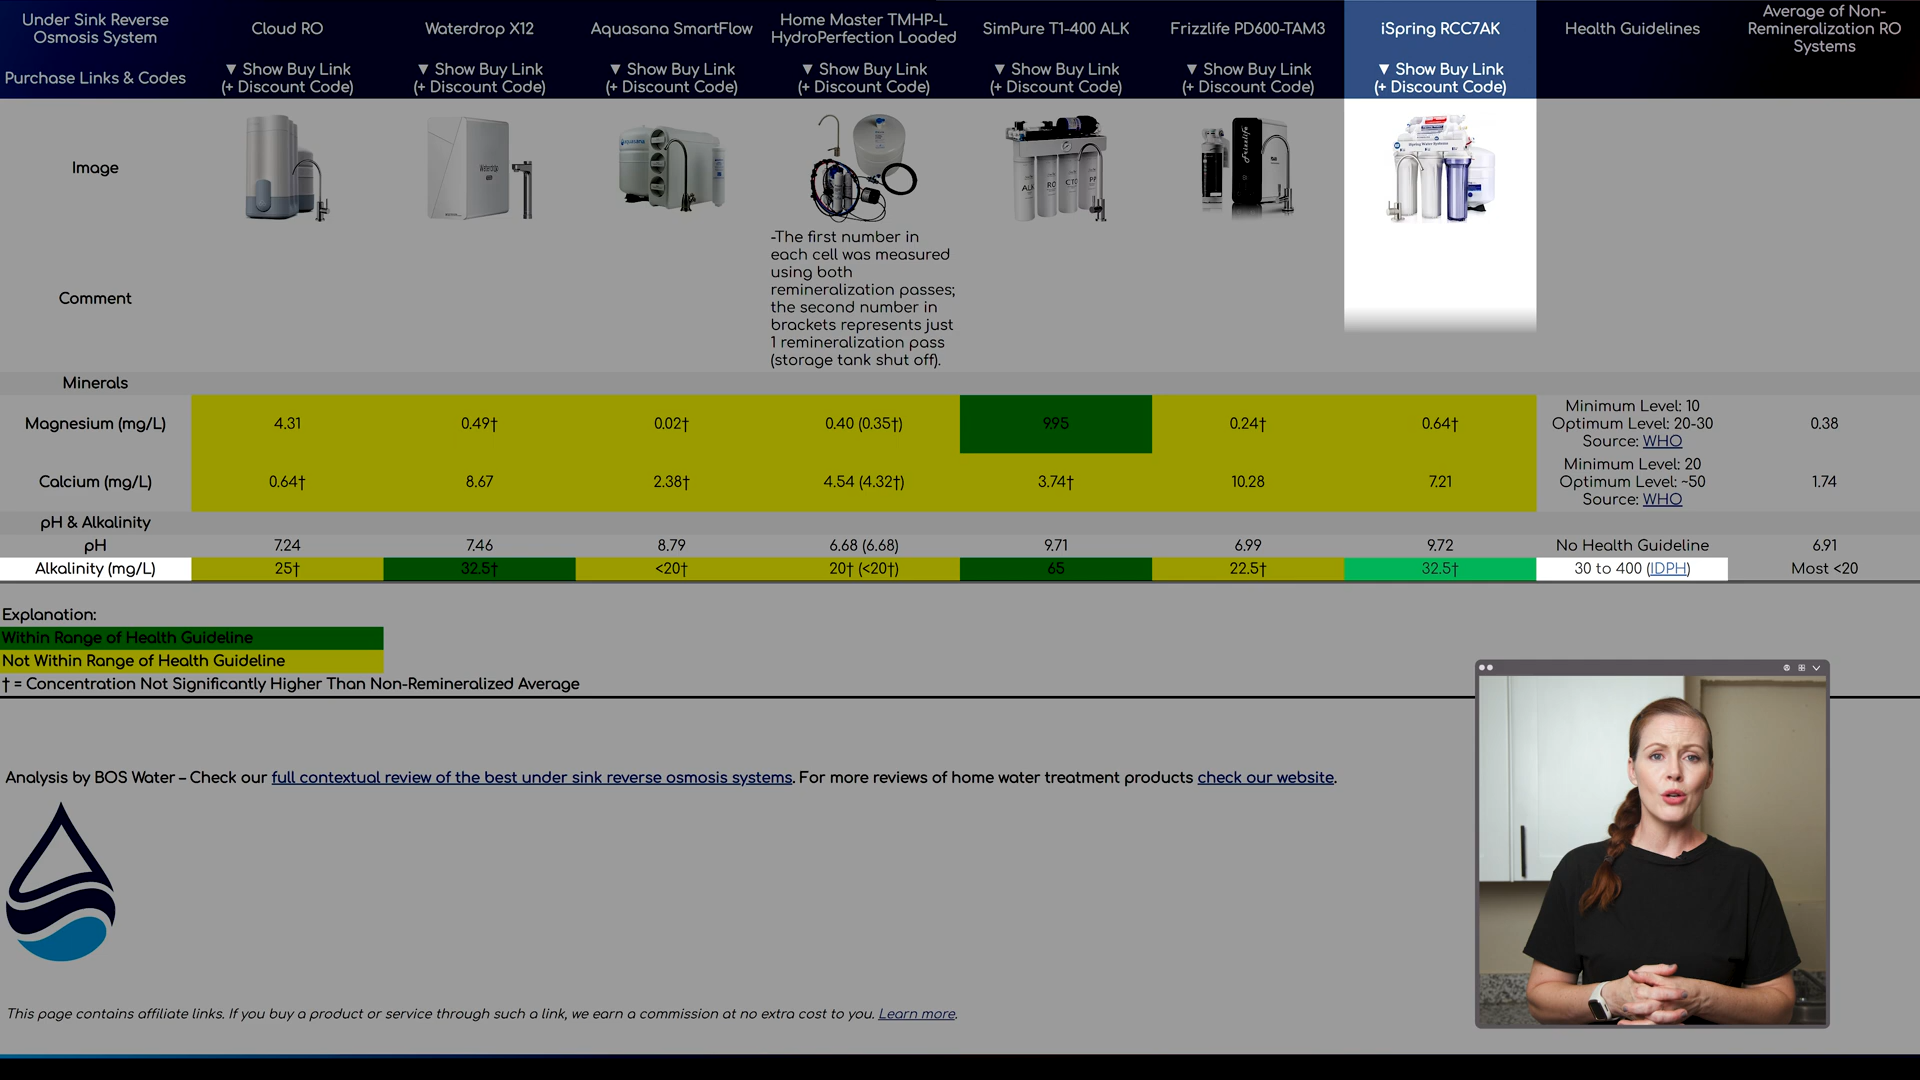 Under Sink Reverse
Osmosis System
Cloud RO
Waterdrop X12
Aquasana SmartFlow
Home Master TMHP-L
HydroPerfection Loaded
SimPure T1-400 ALK
Frizzlife PD600-TAM3
iSpring RCC7AK
Health Guidelines
Average of Non-
Remineralization RO
Systems
Purchase Links & Codes
▼ Show Buy Link
(+ Discount Code)
▼ Show Buy Link
(+ Discount Code)
▼ Show Buy Link
(+ Discount Code)
▼ Show Buy Link
(+ Discount Code)
▼ Show Buy Link
(+ Discount Code)
▼ Show Buy Link
(+ Discount Code)
▼ Show Buy Link
(+ Discount Code)
Image
ALK
RO
CTO
PP
Frizzlife
Comment
-The first number in
each cell was measured
using both
remineralization passes;
the second number in
brackets represents just
1 remineralization pass
(storage tank shut off).
Minerals
Magnesium (mg/L)
4.31
0.49†
0.02†
0.40 (0.35†)
9.95
0.24†
0.64†
Minimum Level: 10
Optimum Level: 20-30
Source: WHO
0.38
Calcium (mg/L)
0.64†
8.67
2.38†
4.54 (4.32†)
3.74†
10.28
7.21
Minimum Level: 20
Optimum Level: ~50
Source: WHO
1.74
pH & Alkalinity
pH
7.24
7.46
8.79
6.68 (6.68)
9.71
6.99
9.72
No Health Guideline
6.91
Alkalinity (mg/L)
25†
32.5†
<20†
20† (<20†)
65
22.5†
32.5†
30 to 400 (IDPH)
Most <20
Explanation:
Within Range of Health Guideline
Not Within Range of Health Guideline
† = Concentration Not Significantly Higher Than Non-Remineralized Average
Analysis by BOS Water – Check our full contextual review of the best under sink reverse osmosis systems. For more reviews of home water treatment products check our website.
This page contains affiliate links. If you buy a product or service through such a link, we earn a commission at no extra cost to you. Learn more.